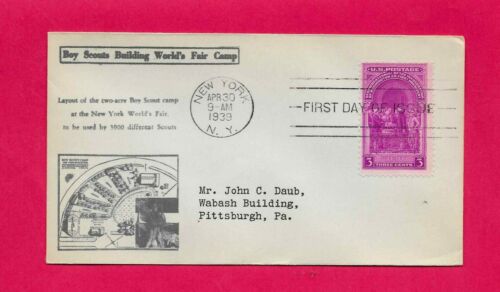 Boy Scouts Building World's Fair Camp
Layout of the two-acre Boy Scout camp
at the New York World's Fair,
to be used by 5000 different Scouts
NEW YORK
APR 30
9-AM
1939
N. Y.
FIRST DAY OF ISSUE
U.S. POSTAGE
3 THREE CENTS 3
Mr. John C. Daub,
Wabash Building,
Pittsburgh, Pa.